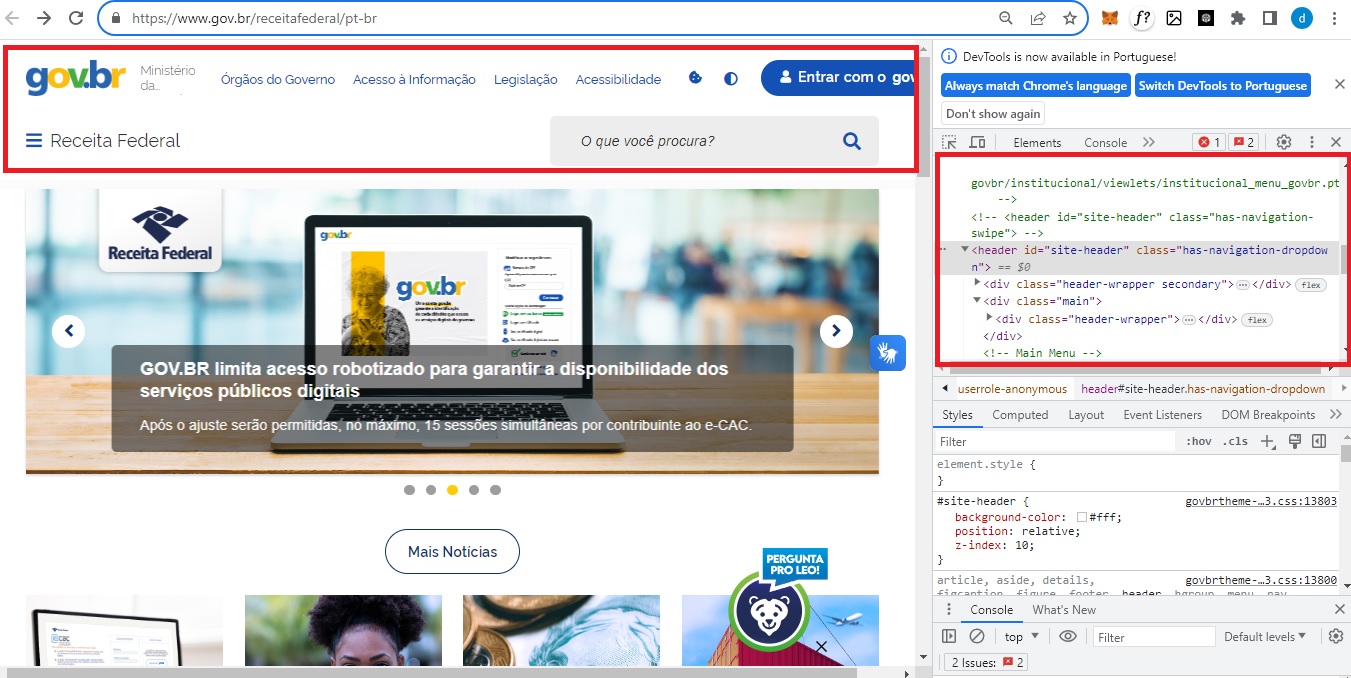 https://www.gov.br/receitafederal/pt-br
f?
d
gov.br
Ministério
da...
Órgãos do Governo
Acesso à Informação
Legislação
Acessibilidade
Entrar com o gov
Receita Federal
O que você procura?
Receita Federal
gov.br
gov.br
GOV.BR limita acesso robotizado para garantir a disponibilidade dos
serviços públicos digitais
Após o ajuste serão permitidas, no máximo, 15 sessões simultâneas por contribuinte ao e-CAC.
Mais Notícias
PERGUNTA
PRO LEO!
DevTools is now available in Portuguese!
Always match Chrome's language
Switch DevTools to Portuguese
Don't show again
Elements
Console
1
2
govbr/institucional/viewlets/institucional_menu_govbr.pt
-->
<!-- <header id="site-header" class="has-navigation-
swipe"> -->
<header id="site-header" class="has-navigation-dropdow
n"> == $0
<div class="header-wrapper secondary">…</div> flex
<div class="main">
<div class="header-wrapper">…</div> flex
</div>
<!-- Main Menu -->
userrole-anonymous
header#site-header.has-navigation-dropdown
Styles
Computed
Layout
Event Listeners
DOM Breakpoints
Filter
:hov
.cls
element.style {
}
#site-header {
govbrtheme-…3.css:13803
background-color: #fff;
position: relative;
z-index: 10;
}
article, aside, details,
govbrtheme-…3.css:13800
figcaption, figure, footer, header, hgroup, menu, nav,
Console
What's New
top
Filter
Default levels
2 Issues:
2